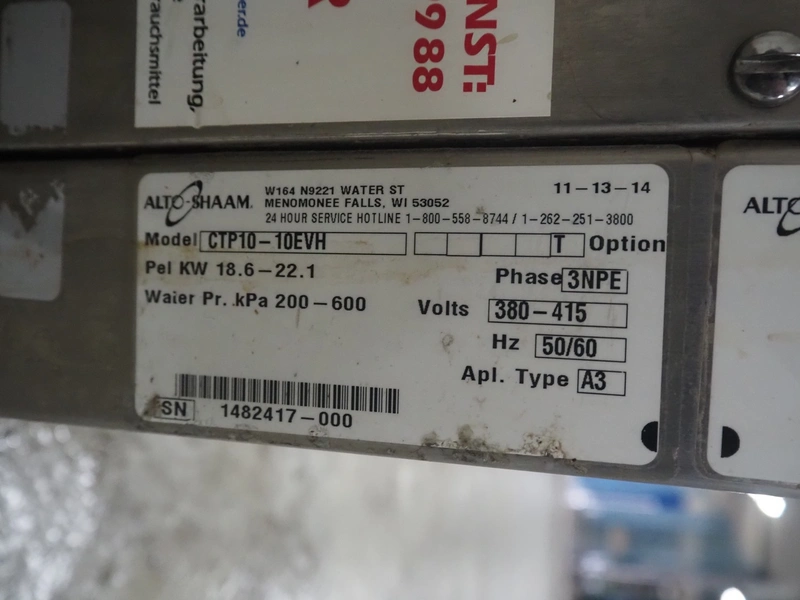 rarbeitung,
rauchsmittel
er.de
R
NST:
988
ALTO-SHAAM.
W164 N9221 WATER ST
MENOMONEE FALLS, WI 53052
24 HOUR SERVICE HOTLINE 1-800-558-8744 / 1-262-251-3800
11-13-14
Model CTP10-10EVH T Option
Pel KW 18.6-22.1
Phase 3NPE
Waier Pr. .kPa 200-600
Volts 380-415
Hz 50/60
Apl. Type A3
SN 1482417-000
ALTO